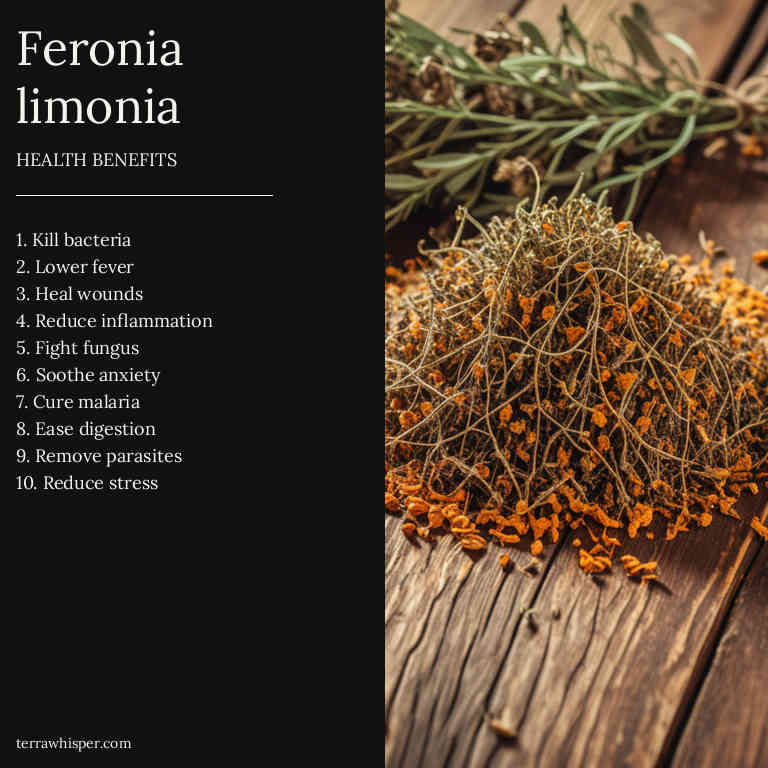 Feronia
limonia
HEALTH BENEFITS
1. Kill bacteria
2. Lower fever
3. Heal wounds
4. Reduce inflammation
5. Fight fungus
6. Soothe anxiety
7. Cure malaria
8. Ease digestion
9. Remove parasites
10. Reduce stress
terrawhisper.com